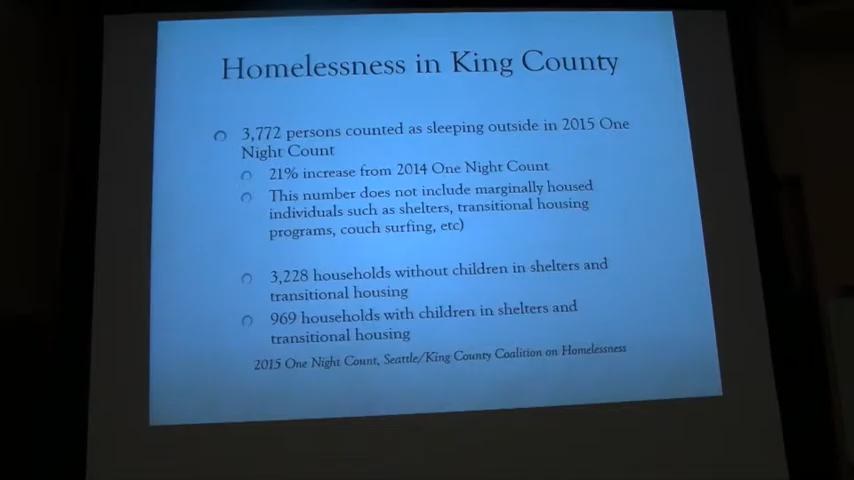 Homelessness in King County
3,772 persons counted as sleeping outside in 2015 One
Night Count
21% increase from 2014 One Night Count
This number does not include marginally housed
individuals such as shelters, transitional housing
programs, couch surfing, etc)
3,228 households without children in shelters and
transitional housing
969 households with children in shelters and
transitional housing
2015 One Night Count, Seattle/King County Coalition on Homelessness